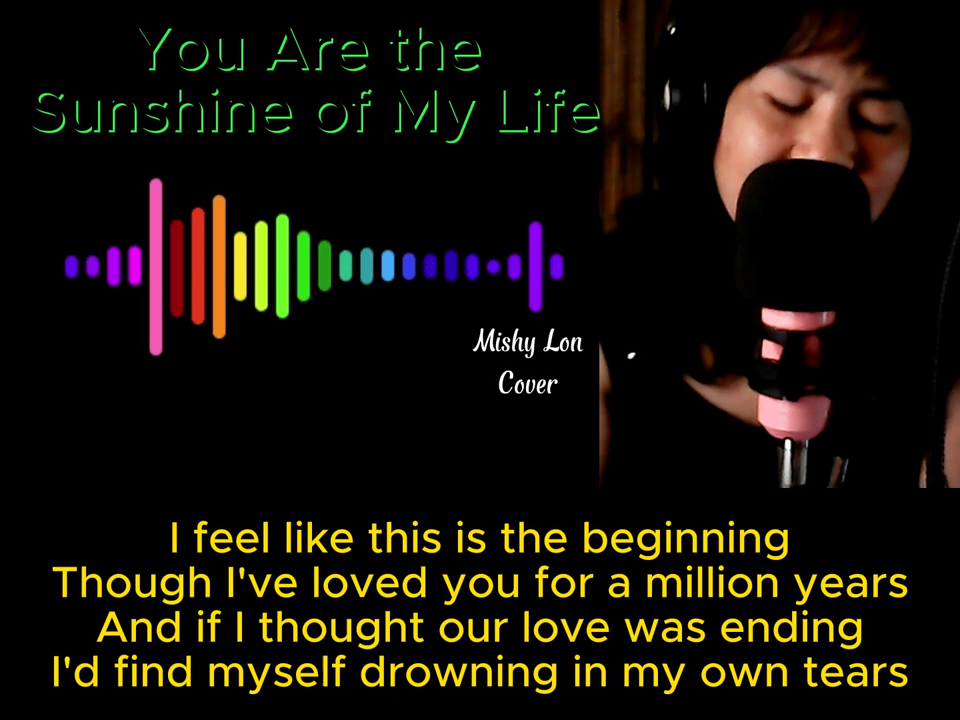 You Are the
Sunshine of My Life
Mishy Lon
Cover
I feel like this is the beginning
Though I've loved you for a million years
And if I thought our love was ending
I'd find myself drowning in my own tears